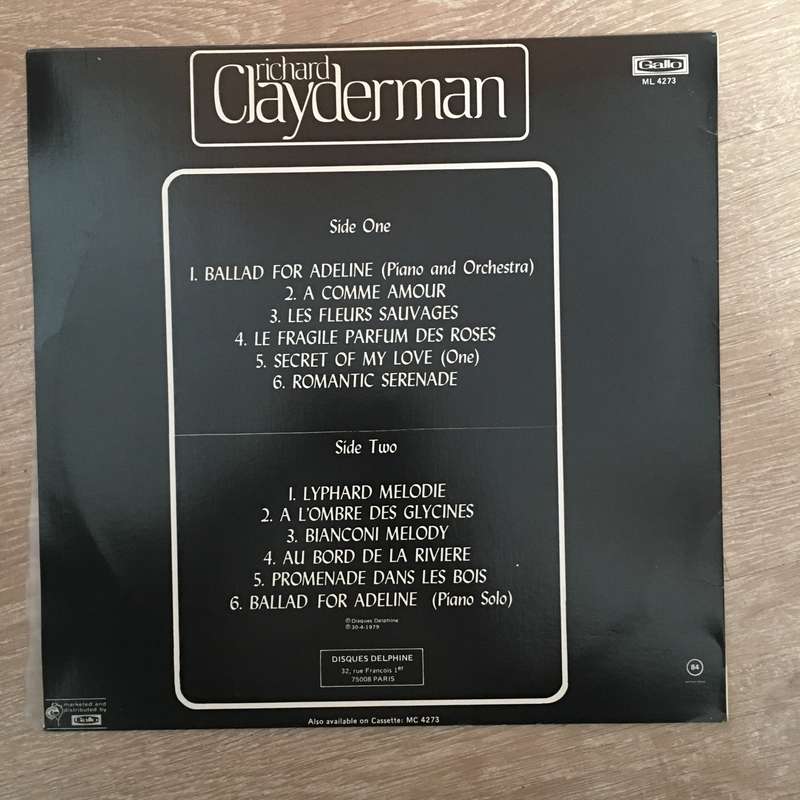 richard
Clayderman
Gallo
ML 4273
Side One
1. BALLAD FOR ADELINE (Piano and Orchestra)
2. A COMME AMOUR
3. LES FLEURS SAUVAGES
4. LE FRAGILE PARFUM DES ROSES
5. SECRET OF MY LOVE (One)
6. ROMANTIC SERENADE
Side Two
1. LYPHARD MELODIE
2. A L'OMBRE DES GLYCINES
3. BIANCONI MELODY
4. AU BORD DE LA RIVIERE
5. PROMENADE DANS LES BOIS
6. BALLAD FOR ADELINE (Piano Solo)
℗ Disques Delphine
℗ 30-4-1979
DISQUES DELPHINE
32, rue Francois 1er
75008 PARIS
84
marketed and
distributed by
Gallo
Also available on Cassette: MC 4273